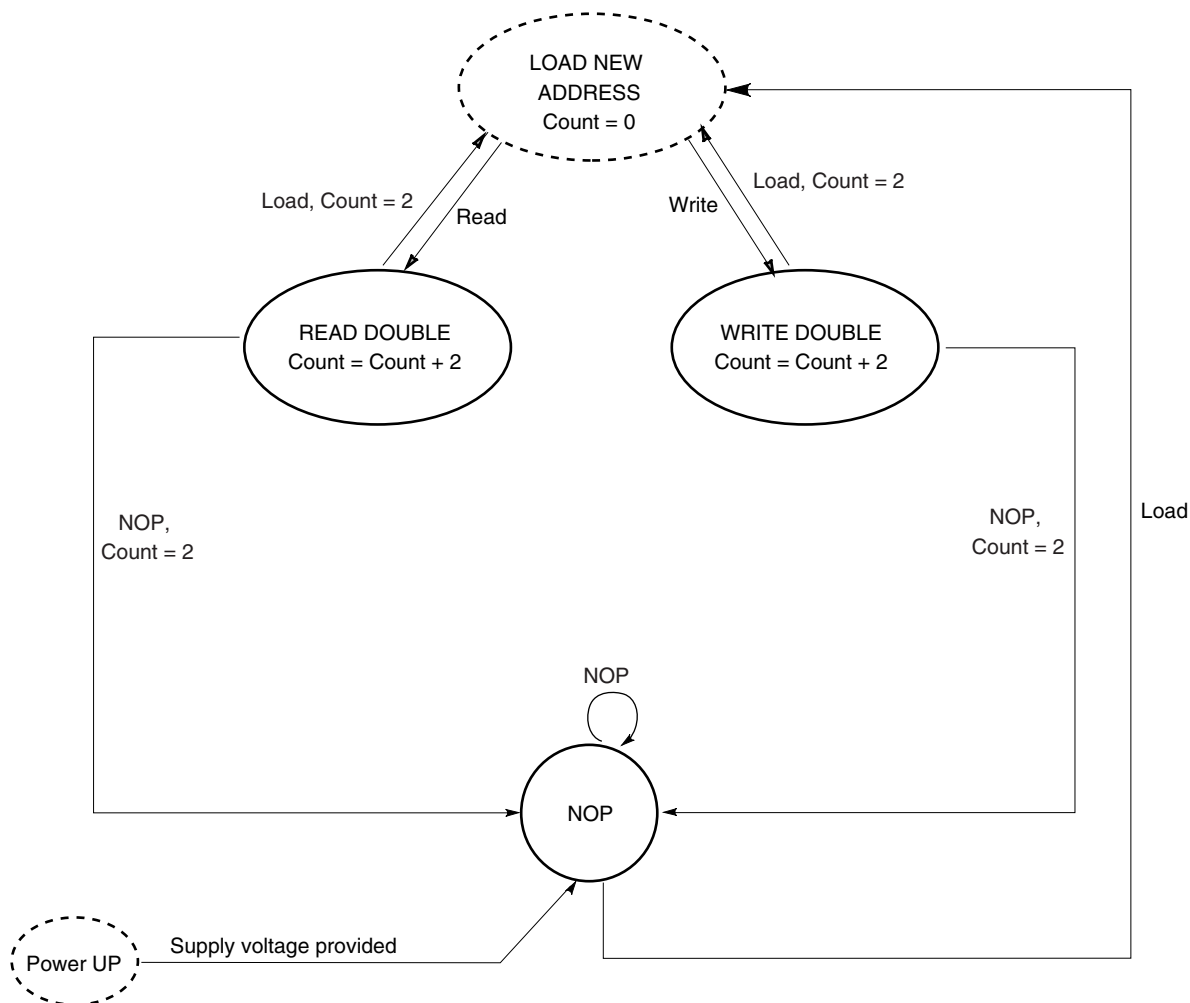 LOAD NEW
ADDRESS
Count = 0
Load, Count = 2
Read
Write
Load, Count = 2
READ DOUBLE
Count = Count + 2
WRITE DOUBLE
Count = Count + 2
NOP,
Count = 2
NOP,
Count = 2
Load
NOP
NOP
Supply voltage provided
Power UP